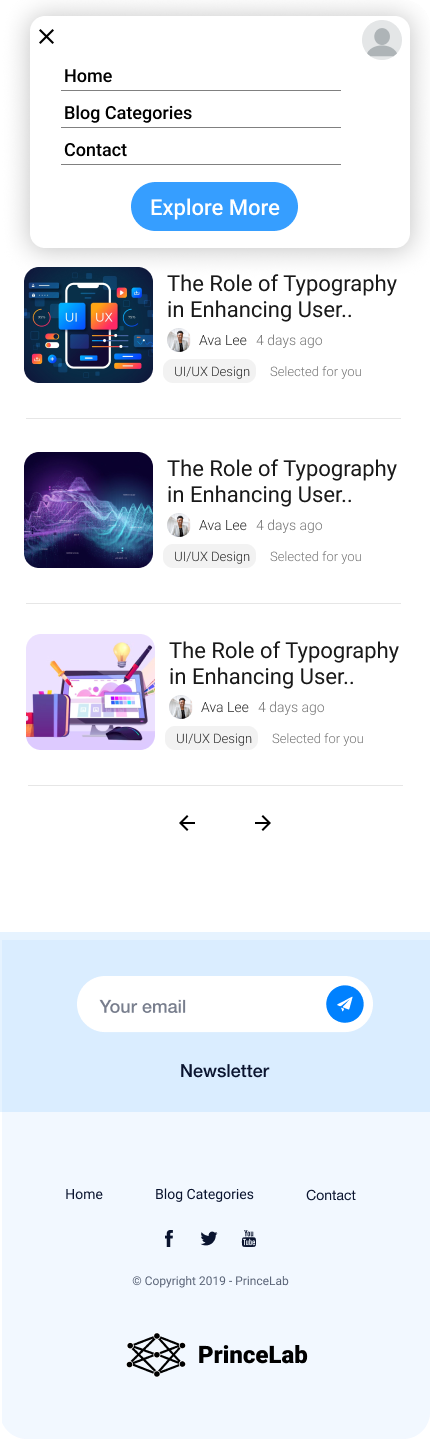 Home
Blog Categories
Contact
Explore More
UI UX
The Role of Typography
in Enhancing User..
Ava Lee 4 days ago
UI/UX Design Selected for you
The Role of Typography
in Enhancing User..
Ava Lee 4 days ago
UI/UX Design Selected for you
The Role of Typography
in Enhancing User..
Ava Lee 4 days ago
UI/UX Design Selected for you
Your email
Newsletter
Home Blog Categories Contact
You
Tube
© Copyright 2019 - PrinceLab
PrinceLab